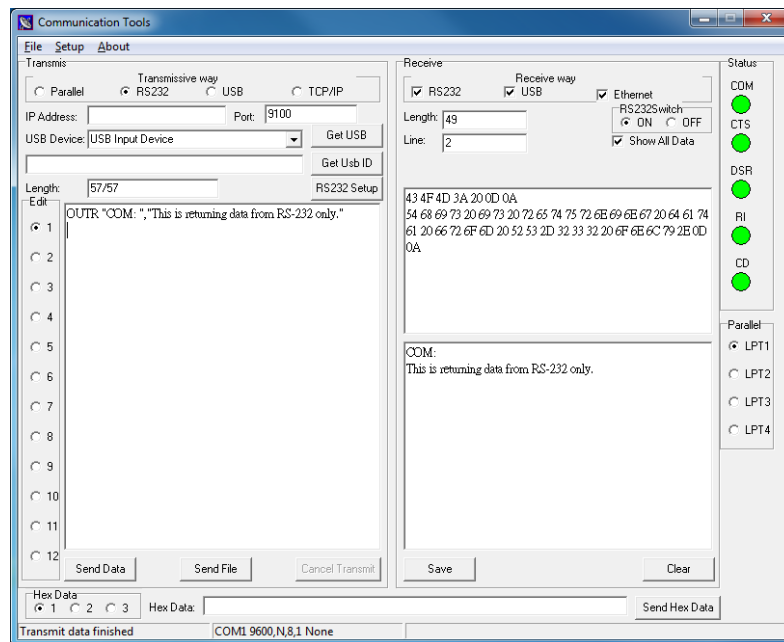 Communication Tools
File Setup About
Transmis
Transmissive way
Parallel RS232 USB TCP/IP
IP Address: Port: 9100
USB Device: USB Input Device Get USB
Get Usb ID
Length: 57/57 RS232 Setup
Edit
OUTR "COM: ","This is returning data from RS-232 only."
1
2
3
4
5
6
7
8
9
10
11
12
Send Data Send File Cancel Transmit
Receive
Receive way
RS232 USB Ethernet
Length: 49
RS232Switch
ON OFF
Line: 2 Show All Data
43 4F 4D 3A 20 0D 0A
54 68 69 73 20 69 73 20 72 65 74 75 72 6E 69 6E 67 20 64 61 74
61 20 66 72 6F 6D 20 52 53 2D 32 33 32 20 6F 6E 6C 79 2E 0D
0A
COM:
This is returning data from RS-232 only.
Save Clear
Status
COM
CTS
DSR
RI
CD
Parallel
LPT1
LPT2
LPT3
LPT4
Hex Data
1 2 3 Hex Data: Send Hex Data
Transmit data finished COM1 9600,N,8,1 None